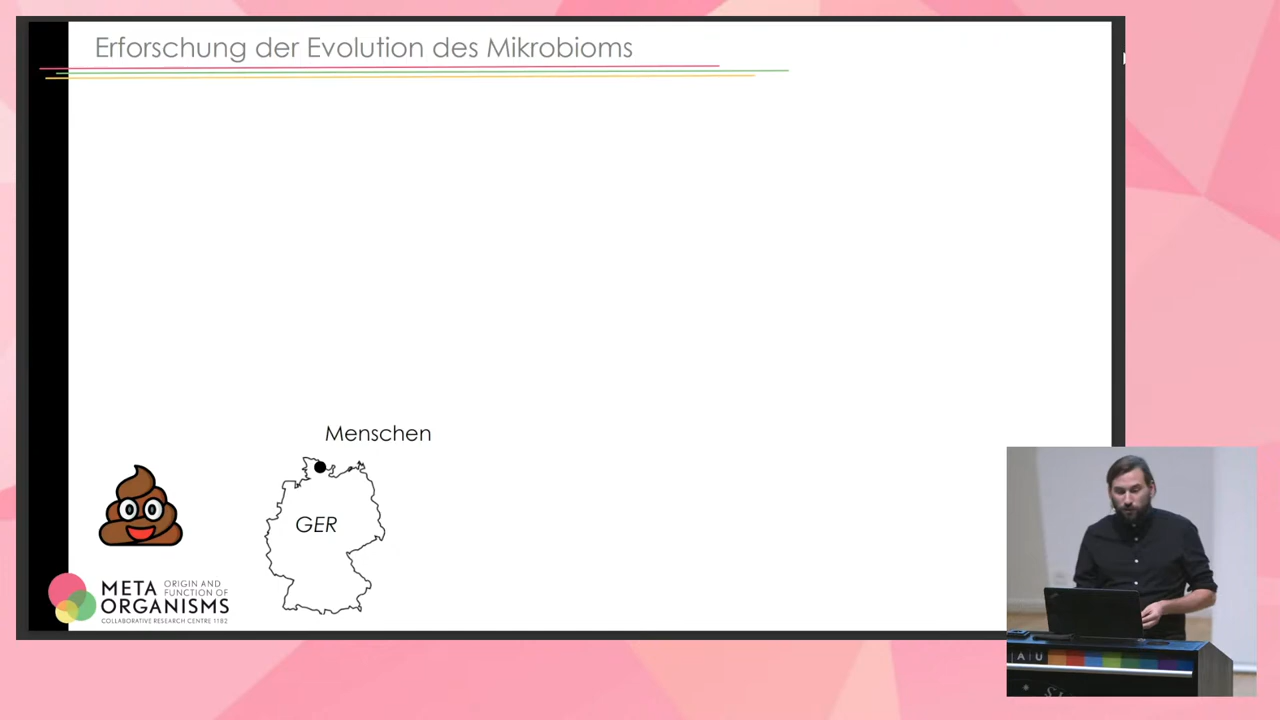 Erforschung der Evolution des Mikrobioms
Menschen
GER
META
ORGANISMS
ORIGIN AND
FUNCTION OF
COLLABORATIVE RESEARCH CENTRE 1182
|A|U